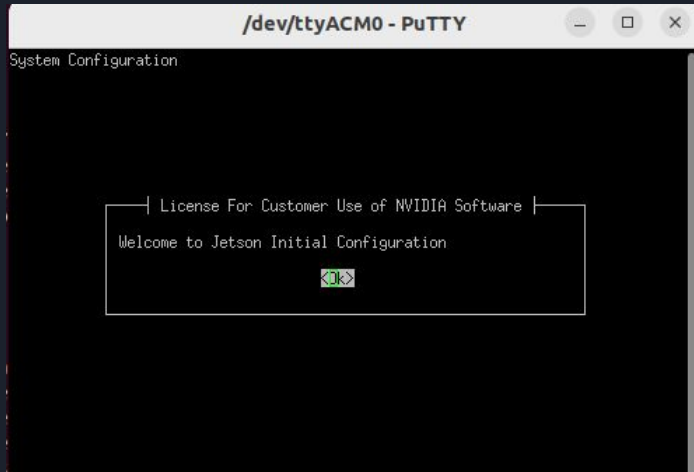 /dev/ttyACM0 - PuTTY
System Configuration
License For Customer Use of NVIDIA Software
Welcome to Jetson Initial Configuration
<Ok>